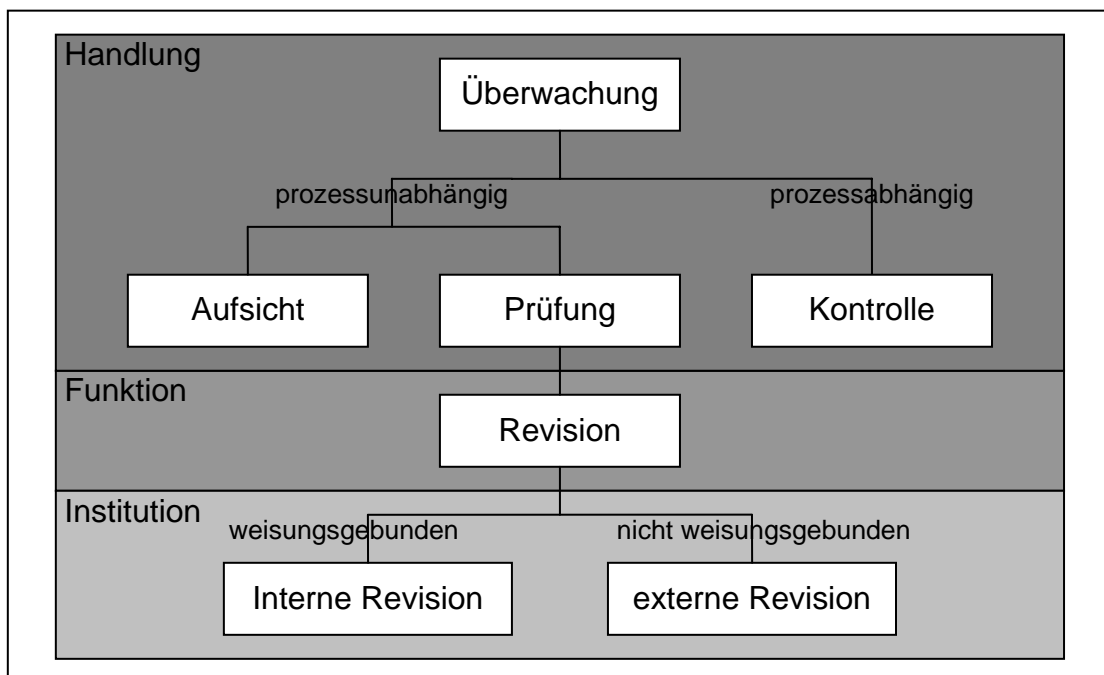 Handlung
Überwachung
prozessunabhängig
prozessabhängig
Aufsicht
Prüfung
Kontrolle
Funktion
Revision
Institution
weisungsgebunden
nicht weisungsgebunden
Interne Revision
externe Revision